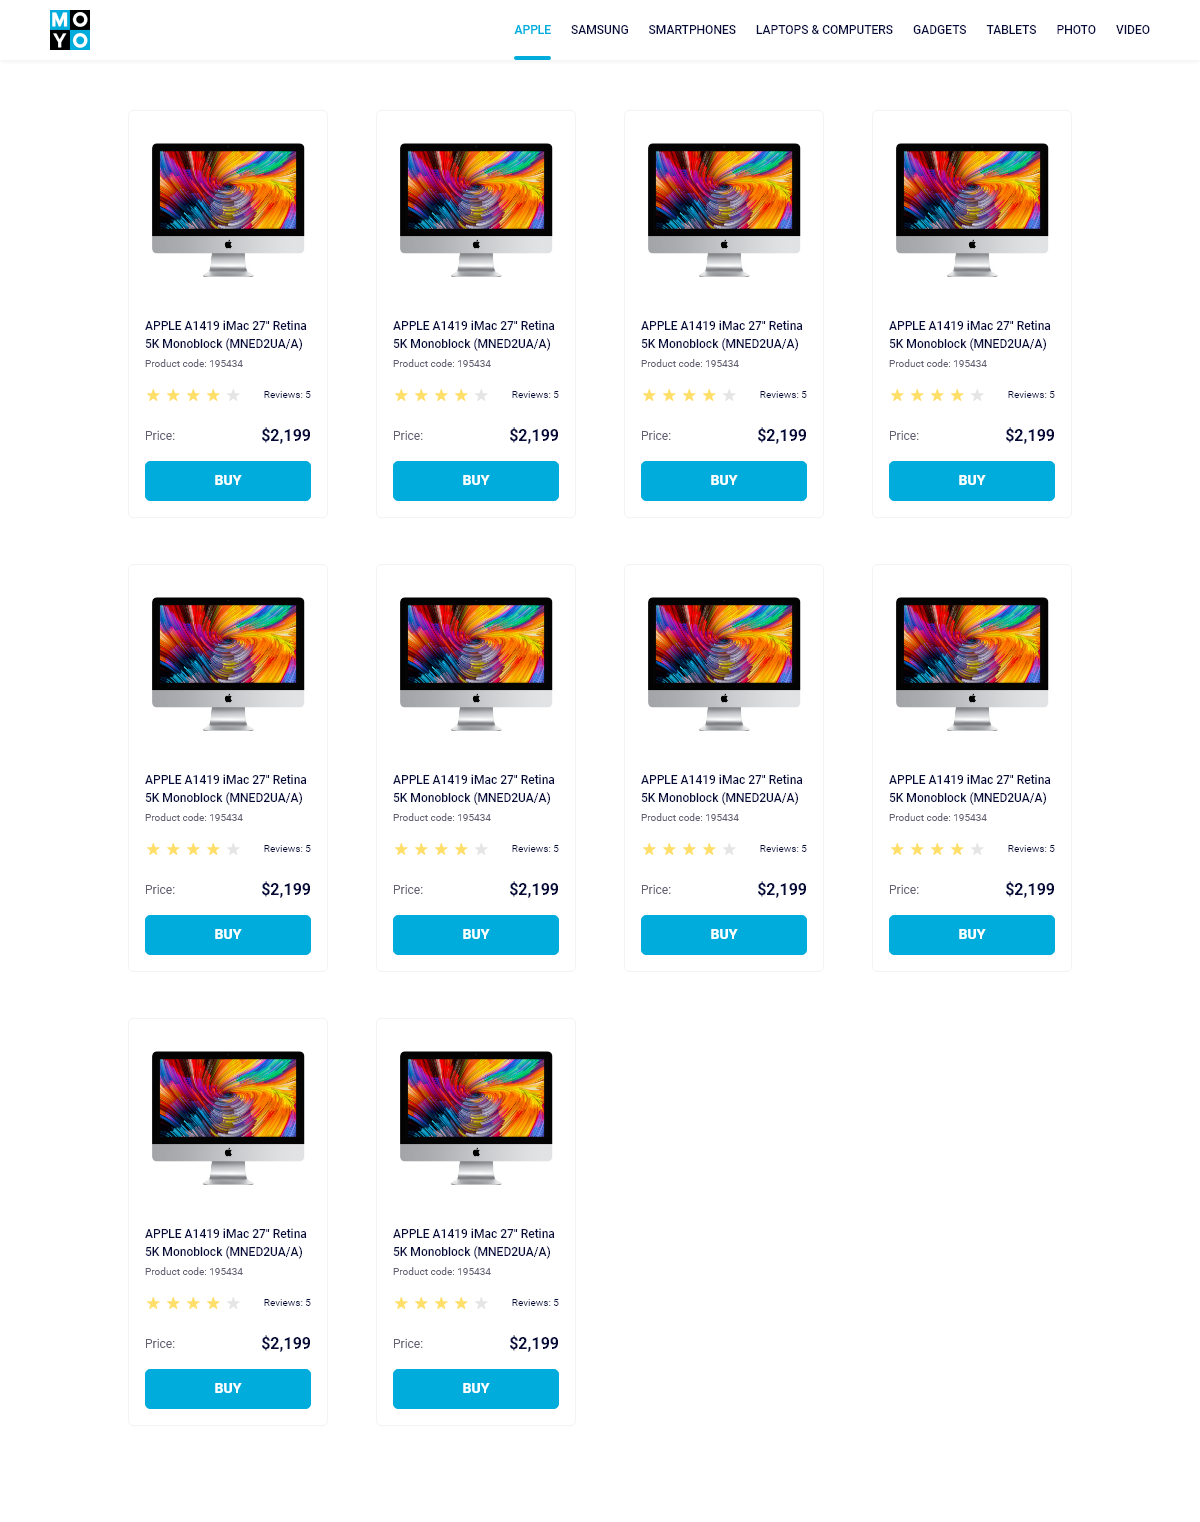 MO
YO
APPLE SAMSUNG SMARTPHONES LAPTOPS & COMPUTERS GADGETS TABLETS PHOTO VIDEO
APPLE A1419 iMac 27" Retina
5K Monoblock (MNED2UA/A)
Product code: 195434
Reviews: 5
Price: $2,199
BUY
APPLE A1419 iMac 27" Retina
5K Monoblock (MNED2UA/A)
Product code: 195434
Reviews: 5
Price: $2,199
BUY
APPLE A1419 iMac 27" Retina
5K Monoblock (MNED2UA/A)
Product code: 195434
Reviews: 5
Price: $2,199
BUY
APPLE A1419 iMac 27" Retina
5K Monoblock (MNED2UA/A)
Product code: 195434
Reviews: 5
Price: $2,199
BUY
APPLE A1419 iMac 27" Retina
5K Monoblock (MNED2UA/A)
Product code: 195434
Reviews: 5
Price: $2,199
BUY
APPLE A1419 iMac 27" Retina
5K Monoblock (MNED2UA/A)
Product code: 195434
Reviews: 5
Price: $2,199
BUY
APPLE A1419 iMac 27" Retina
5K Monoblock (MNED2UA/A)
Product code: 195434
Reviews: 5
Price: $2,199
BUY
APPLE A1419 iMac 27" Retina
5K Monoblock (MNED2UA/A)
Product code: 195434
Reviews: 5
Price: $2,199
BUY
APPLE A1419 iMac 27" Retina
5K Monoblock (MNED2UA/A)
Product code: 195434
Reviews: 5
Price: $2,199
BUY
APPLE A1419 iMac 27" Retina
5K Monoblock (MNED2UA/A)
Product code: 195434
Reviews: 5
Price: $2,199
BUY